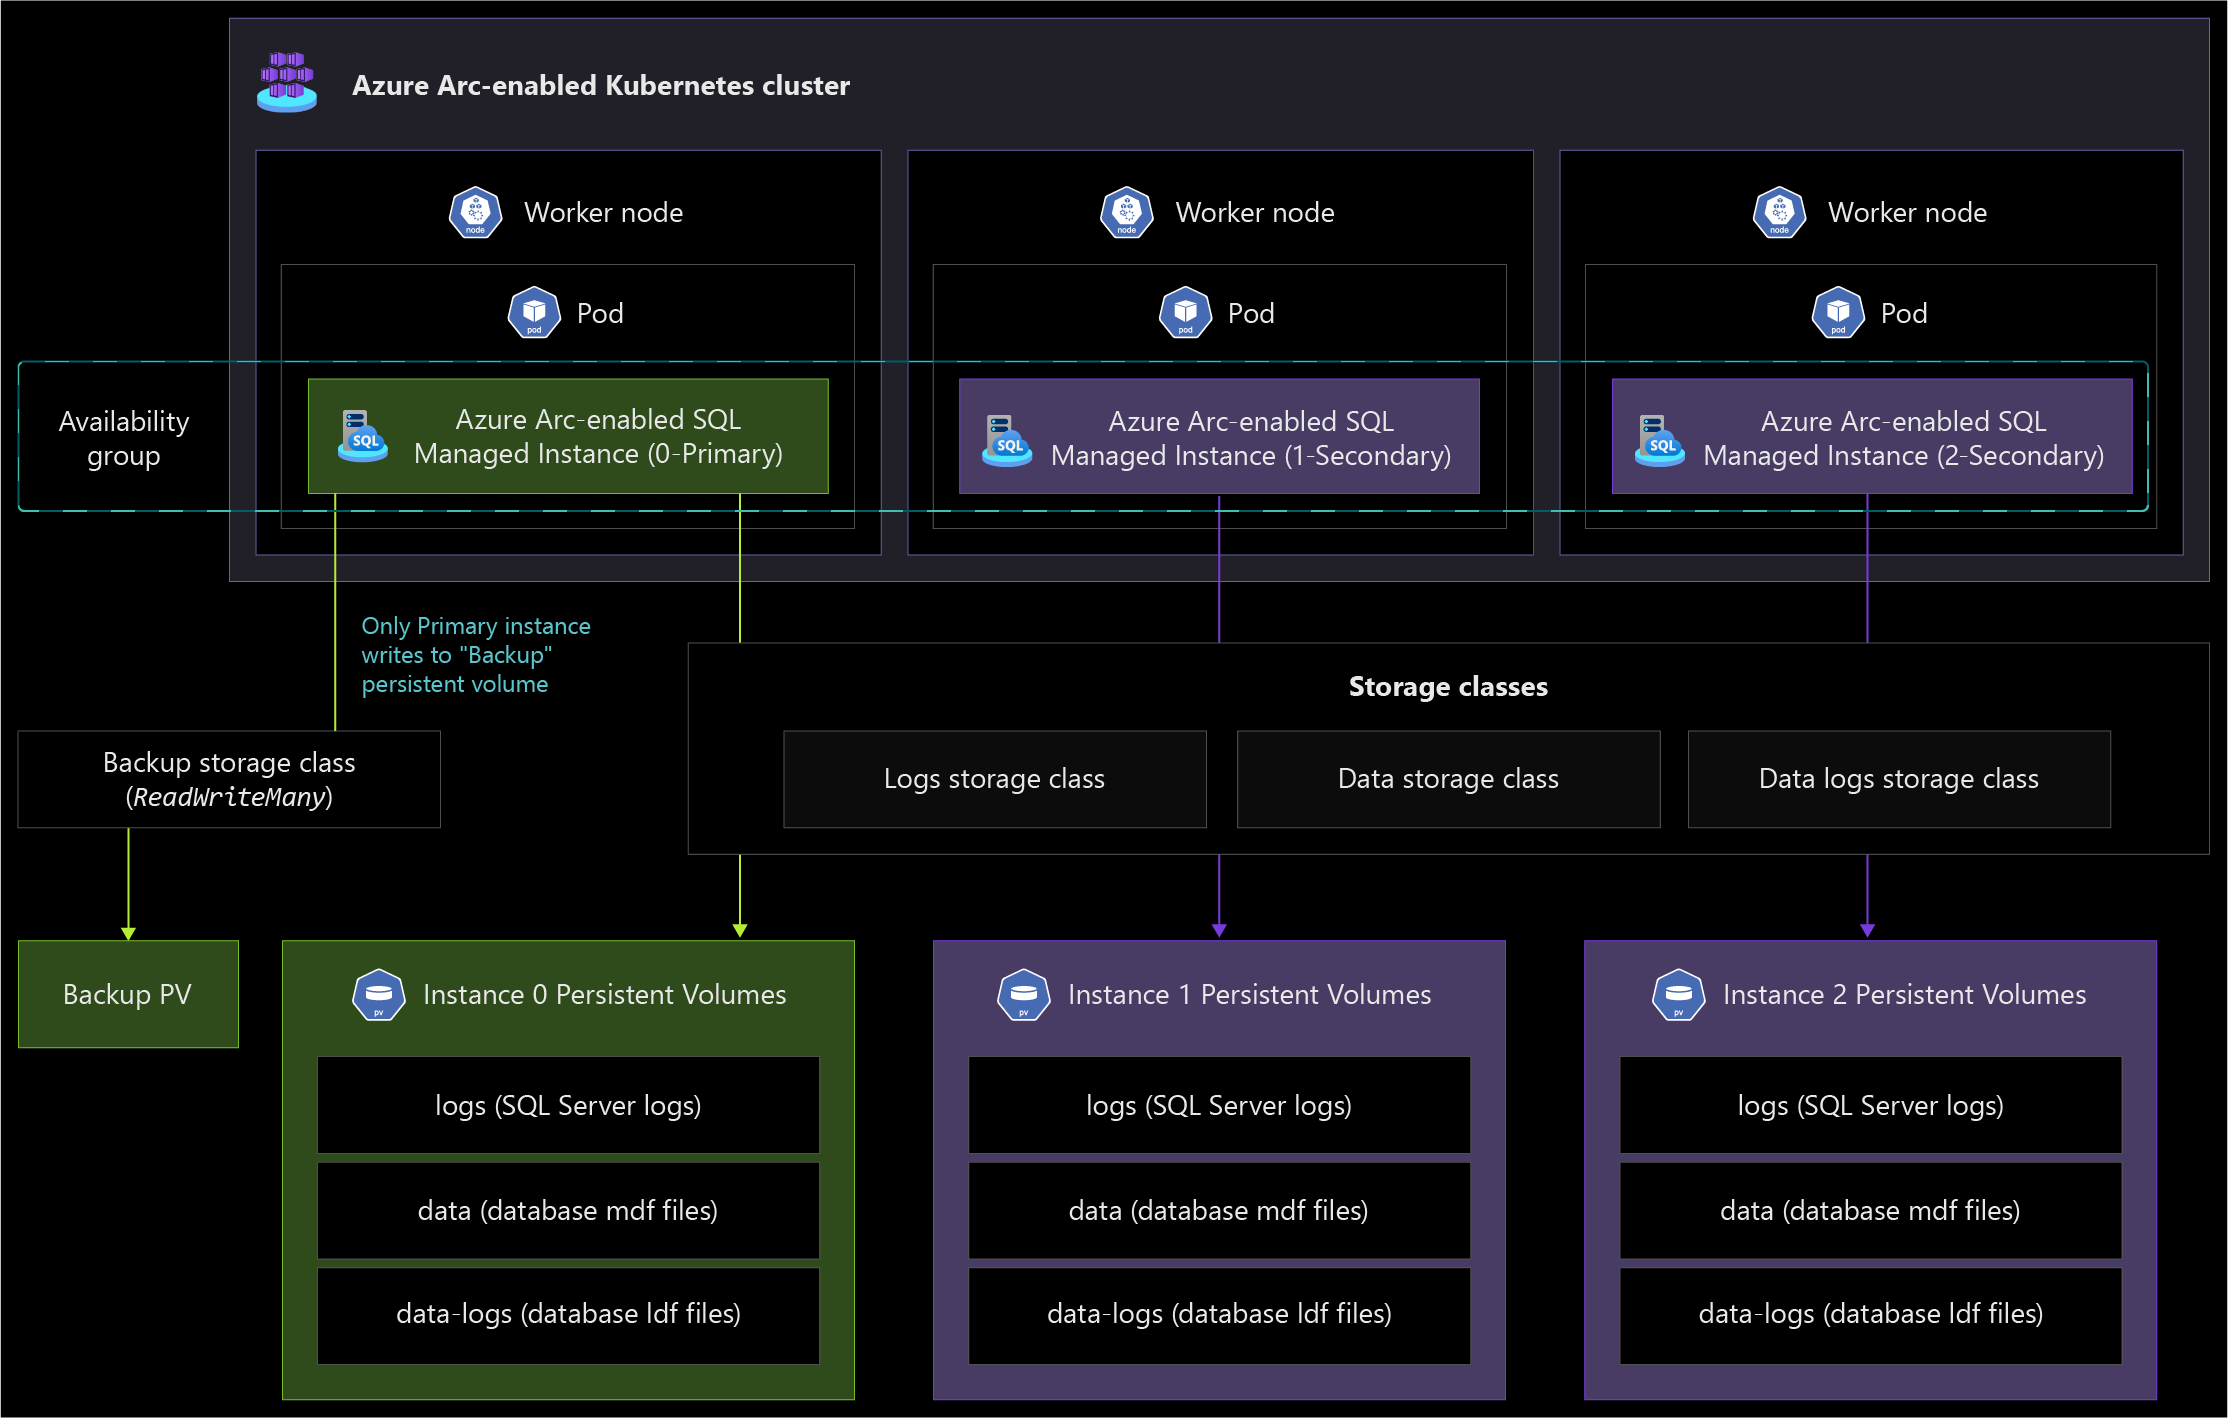 Azure Arc-enabled Kubernetes cluster
node
Worker node
node
Worker node
node
Worker node
pod
Pod
pod
Pod
pod
Pod
Availability
group
SQL
Azure Arc-enabled SQL
Managed Instance (0-Primary)
SQL
Azure Arc-enabled SQL
Managed Instance (1-Secondary)
SQL
Azure Arc-enabled SQL
Managed Instance (2-Secondary)
Only Primary instance
writes to "Backup"
persistent volume
Storage classes
Backup storage class
(ReadWriteMany)
Logs storage class
Data storage class
Data logs storage class
Backup PV
pv
Instance 0 Persistent Volumes
logs (SQL Server logs)
data (database mdf files)
data-logs (database ldf files)
pv
Instance 1 Persistent Volumes
logs (SQL Server logs)
data (database mdf files)
data-logs (database ldf files)
pv
Instance 2 Persistent Volumes
logs (SQL Server logs)
data (database mdf files)
data-logs (database ldf files)